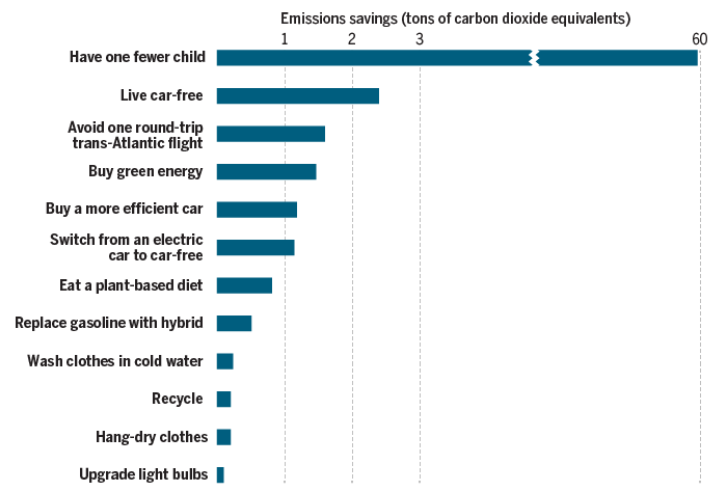 Emissions savings (tons of carbon dioxide equivalents)
1 2 3 60
Have one fewer child
Live car-free
Avoid one round-trip
trans-Atlantic flight
Buy green energy
Buy a more efficient car
Switch from an electric
car to car-free
Eat a plant-based diet
Replace gasoline with hybrid
Wash clothes in cold water
Recycle
Hang-dry clothes
Upgrade light bulbs